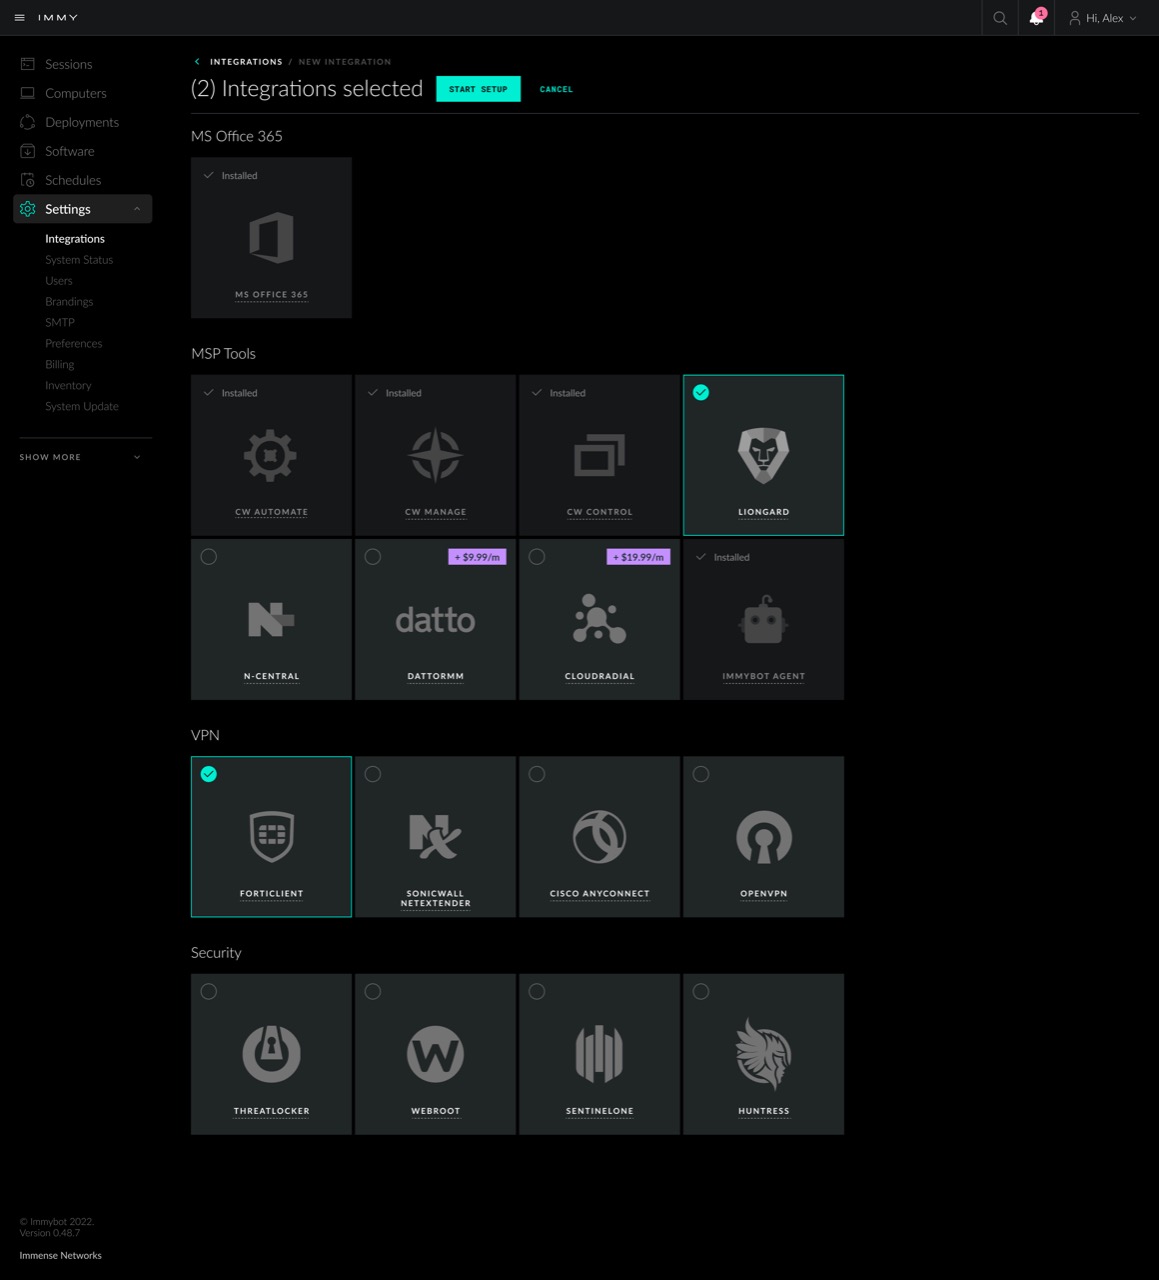 IMMY
1
Hi, Alex
Sessions
Computers
Deployments
Software
Schedules
Settings
Integrations
System Status
Users
Brandings
SMTP
Preferences
Billing
Inventory
System Update
SHOW MORE
INTEGRATIONS / NEW INTEGRATION
(2) Integrations selected
START SETUP
CANCEL
MS Office 365
Installed
MS OFFICE 365
MSP Tools
Installed
CW AUTOMATE
Installed
CW MANAGE
Installed
CW CONTROL
LIONGARD
N-CENTRAL
+ $9.99/m
datto
DATTORMM
+ $19.99/m
CLOUDRADIAL
Installed
IMMYBOT AGENT
VPN
FORTICLIENT
SONICWALL
NETEXTENDER
CISCO ANYCONNECT
OPENVPN
Security
THREATLOCKER
W
WEBROOT
SENTINELONE
HUNTRESS
© Immybot 2022.
Version 0.48.7
Immense Networks